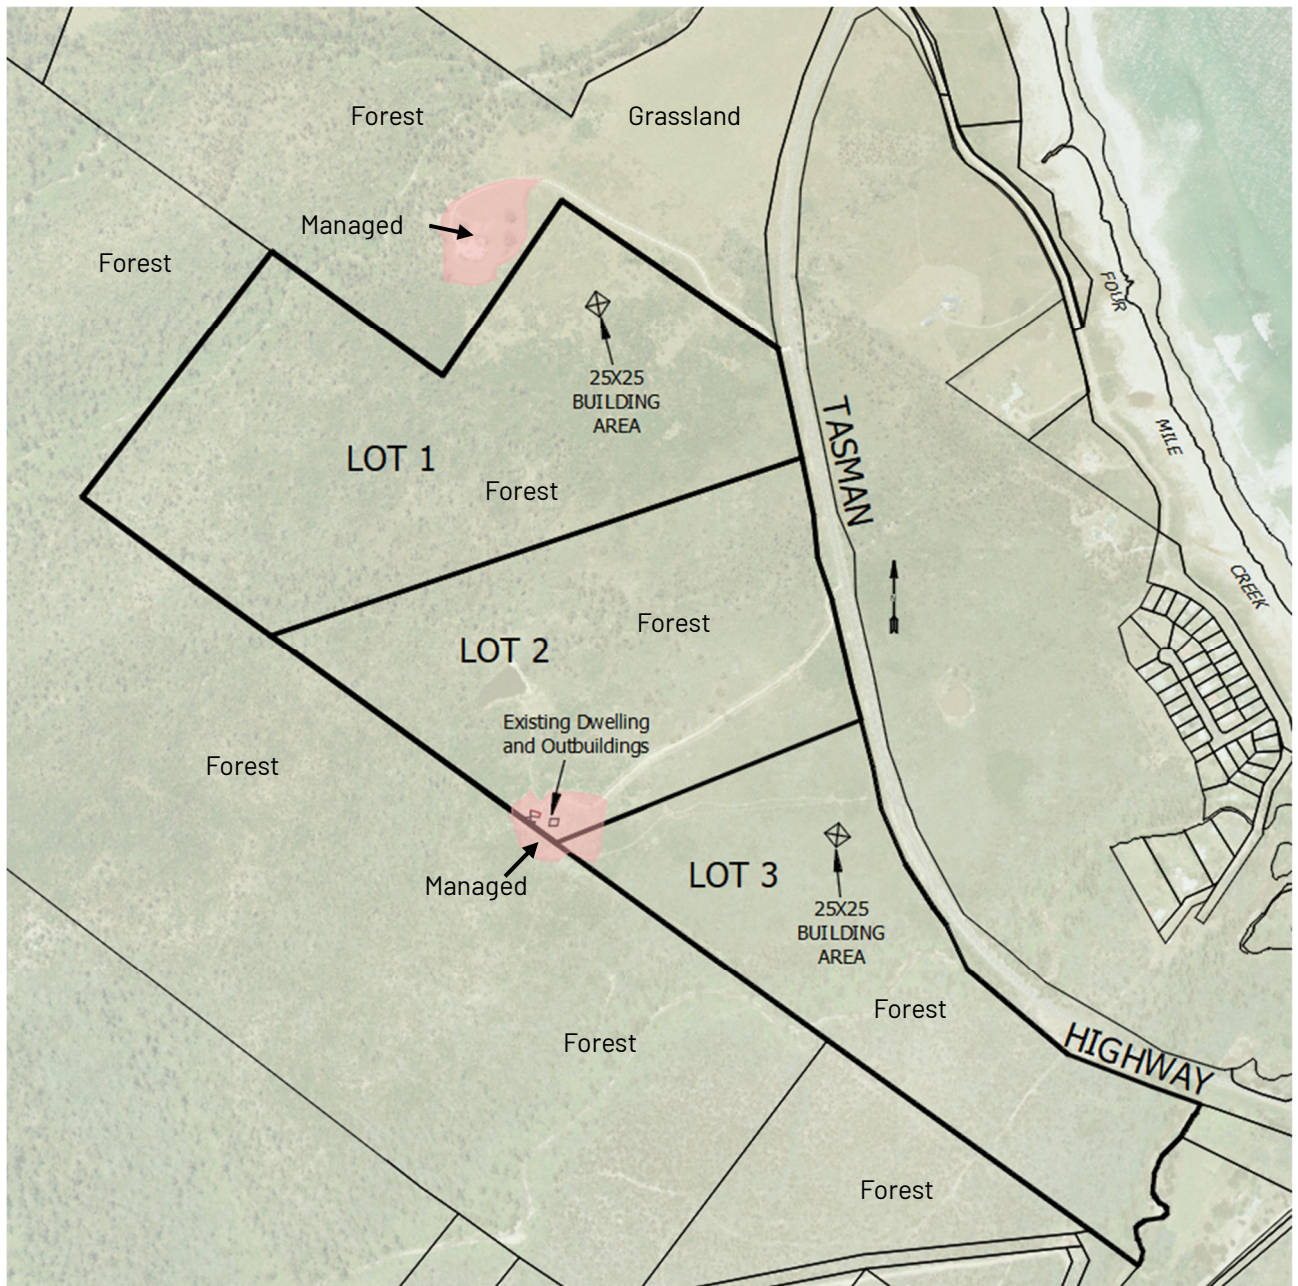 Forest
Grassland
Managed
Forest
FOUR
25X25
BUILDING
AREA
TASMAN
MILE
LOT 1
Forest
CREEK
N
Forest
LOT 2
Existing Dwelling
and Outbuildings
Forest
LOT 3
Managed
25X25
BUILDING
AREA
Forest
Forest
HIGHWAY
Forest